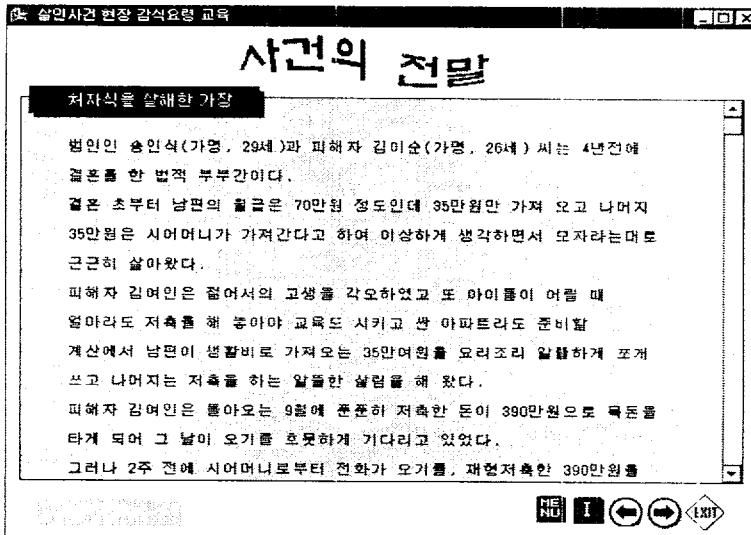 살인사건 현장 감식요령 교육
사건의 전말
처자식을 살해한 가장
범인인 송인식(가명, 29세)과 피해자 김미순(가명, 26세) 씨는 4년전에
결혼를 한 법적 부부간이다.
결혼 초부터 남편의 월급은 70만원 정도인데 35만원만 가져 오고 나머지
35만원은 시어머니가 가져간다고 하여 이상하게 생각하면서 모자라는대로
근근히 살아왔다.
피해자 김여인은 젊어서의 고생을 각오하였고 또 아이들이 어릴 때
얼마라도 저축를 해 놓아야 교육도 시키고 싼 아파트라도 준비할
계산에서 남편이 생활비로 가져오는 35만여원를 요리조리 알뜰하게 쪼개
쓰고 나머지는 저축을 하는 알뜰한 살림을 해 왔다.
피해자 김여인은 돌아오는 9월에 푼푼히 저축한 돈이 390만원으로 목돈를
타게 되어 그 날이 오기를 흐뭇하게 기다리고 있었다.
그러나 2주 전에 시어머니로부터 전화가 오기를, 재형저축한 390만원를
MENU I EXIT